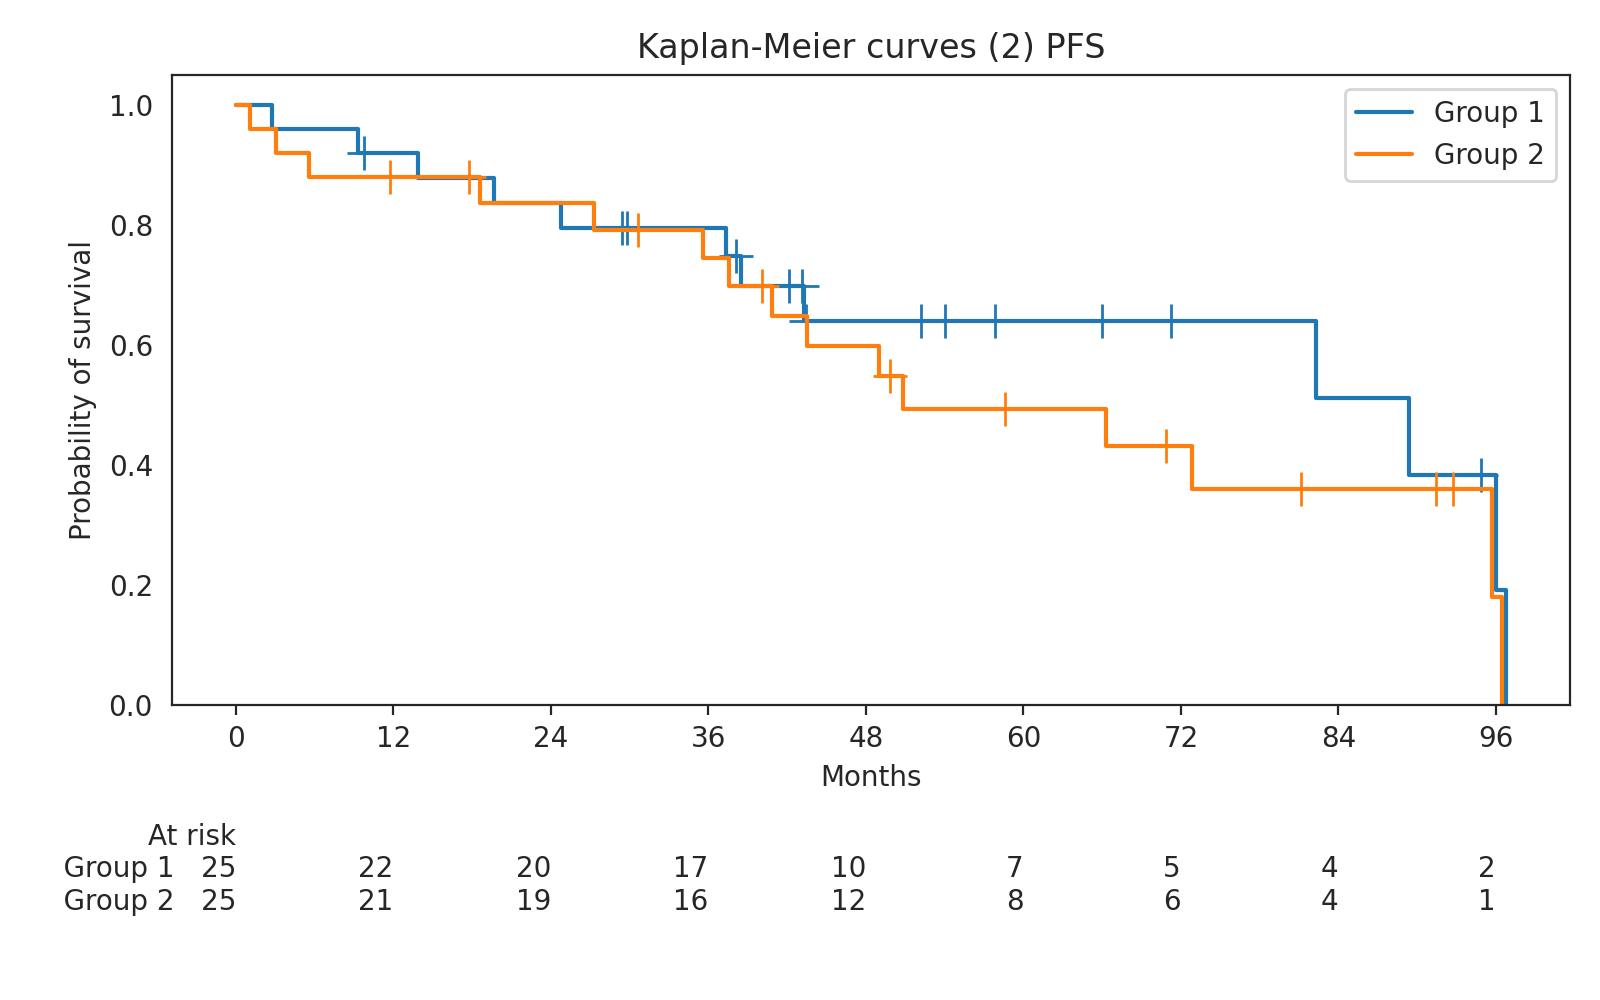 Kaplan-Meier curves (2) PFS
Group 1
Group 2
Probability of survival
1.0
0.8
0.6
0.4
0.2
0.0
0 12 24 36 48 60 72 84 96
Months
At risk
Group 1 25 22 20 17 10 7 5 4 2
Group 2 25 21 19 16 12 8 6 4 1